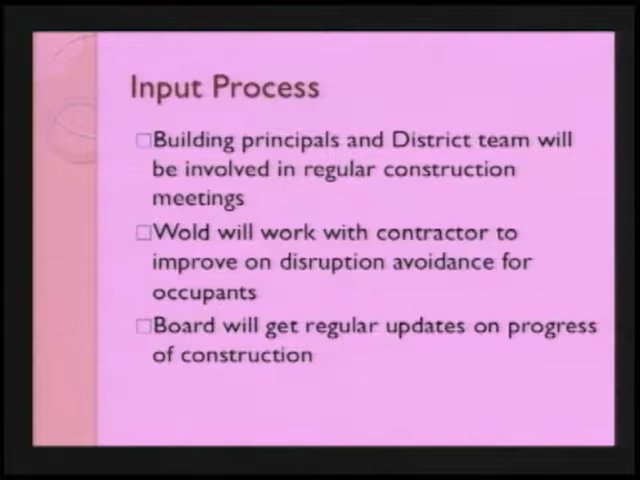 Input Process
Building principals and District team will
be involved in regular construction
meetings
Wold will work with contractor to
improve on disruption avoidance for
occupants
Board will get regular updates on progress
of construction